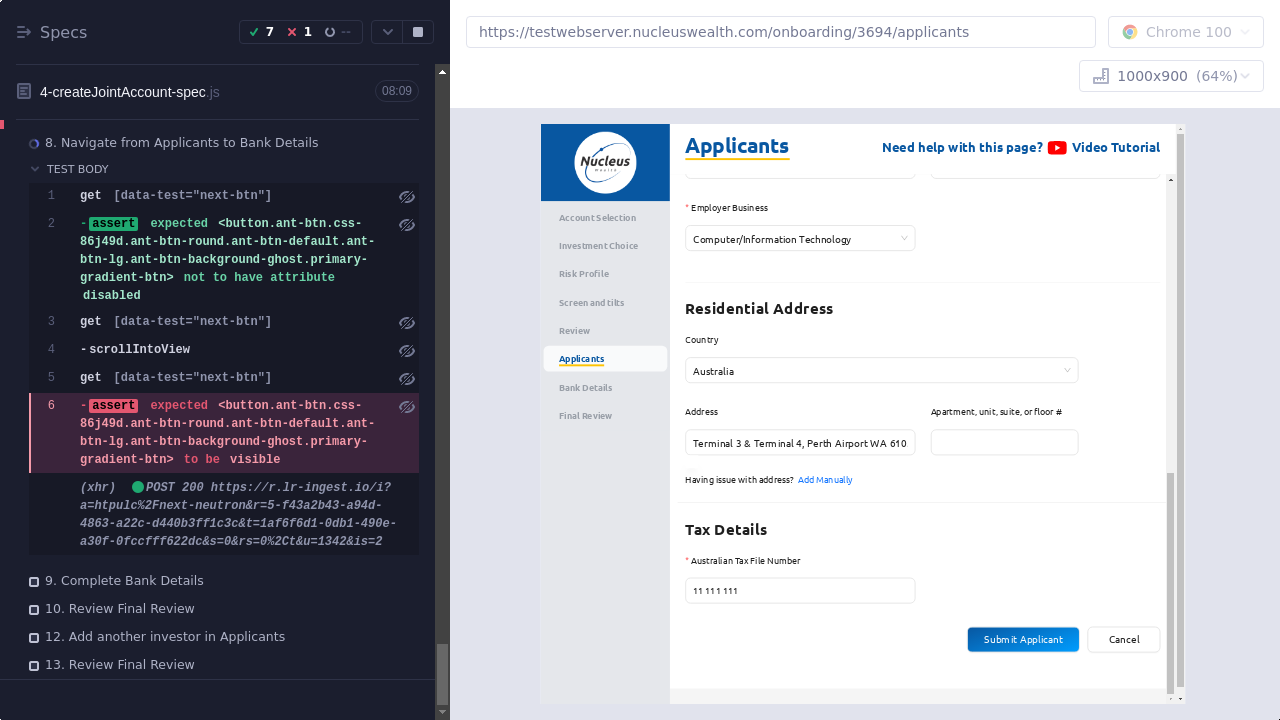 Specs
7
1
--
4-createJointAccount-spec.js
08:09
8. Navigate from Applicants to Bank Details
TEST BODY
1 get [data-test="next-btn"]
2 -assert expected <button.ant-btn.css-
86j49d.ant-btn-round.ant-btn-default.ant-
btn-lg.ant-btn-background-ghost.primary-
gradient-btn> not to have attribute
disabled
3 get [data-test="next-btn"]
4 -scrollIntoView
5 get [data-test="next-btn"]
6 -assert expected <button.ant-btn.css-
86j49d.ant-btn-round.ant-btn-default.ant-
btn-lg.ant-btn-background-ghost.primary-
gradient-btn> to be visible
(xhr) POST 200 https://r.lr-ingest.io/i?
a=htpulc%2Fnext-neutron&r=5-f43a2b43-a94d-
4863-a22c-d440b3ff1c3c&t=1af6f6d1-0db1-490e-
a30f-0fccfff622dc&s=0&rs=0%2Ct&u=1342&is=2
9. Complete Bank Details
10. Review Final Review
12. Add another investor in Applicants
13. Review Final Review
https://testwebserver.nucleuswealth.com/onboarding/3694/applicants
Chrome 100
1000x900 (64%)
Nucleus
Wealth
Account Selection
Investment Choice
Risk Profile
Screen and tilts
Review
Applicants
Bank Details
Final Review
Applicants
Need help with this page? Video Tutorial
* Employer Business
Computer/Information Technology
Residential Address
Country
Australia
Address
Apartment, unit, suite, or floor #
Terminal 3 & Terminal 4, Perth Airport WA 610
Having issue with address? Add Manually
Tax Details
* Australian Tax File Number
11 111 111
Submit Applicant
Cancel